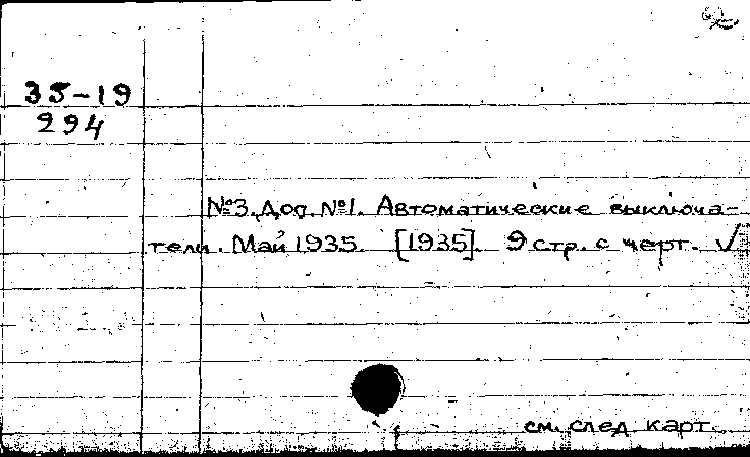 35-19
294
№3. Доп. №1. Автоматические выключа-
тели. Май 1935. [1935]. 9 стр. с черт. √
см. след. карт.